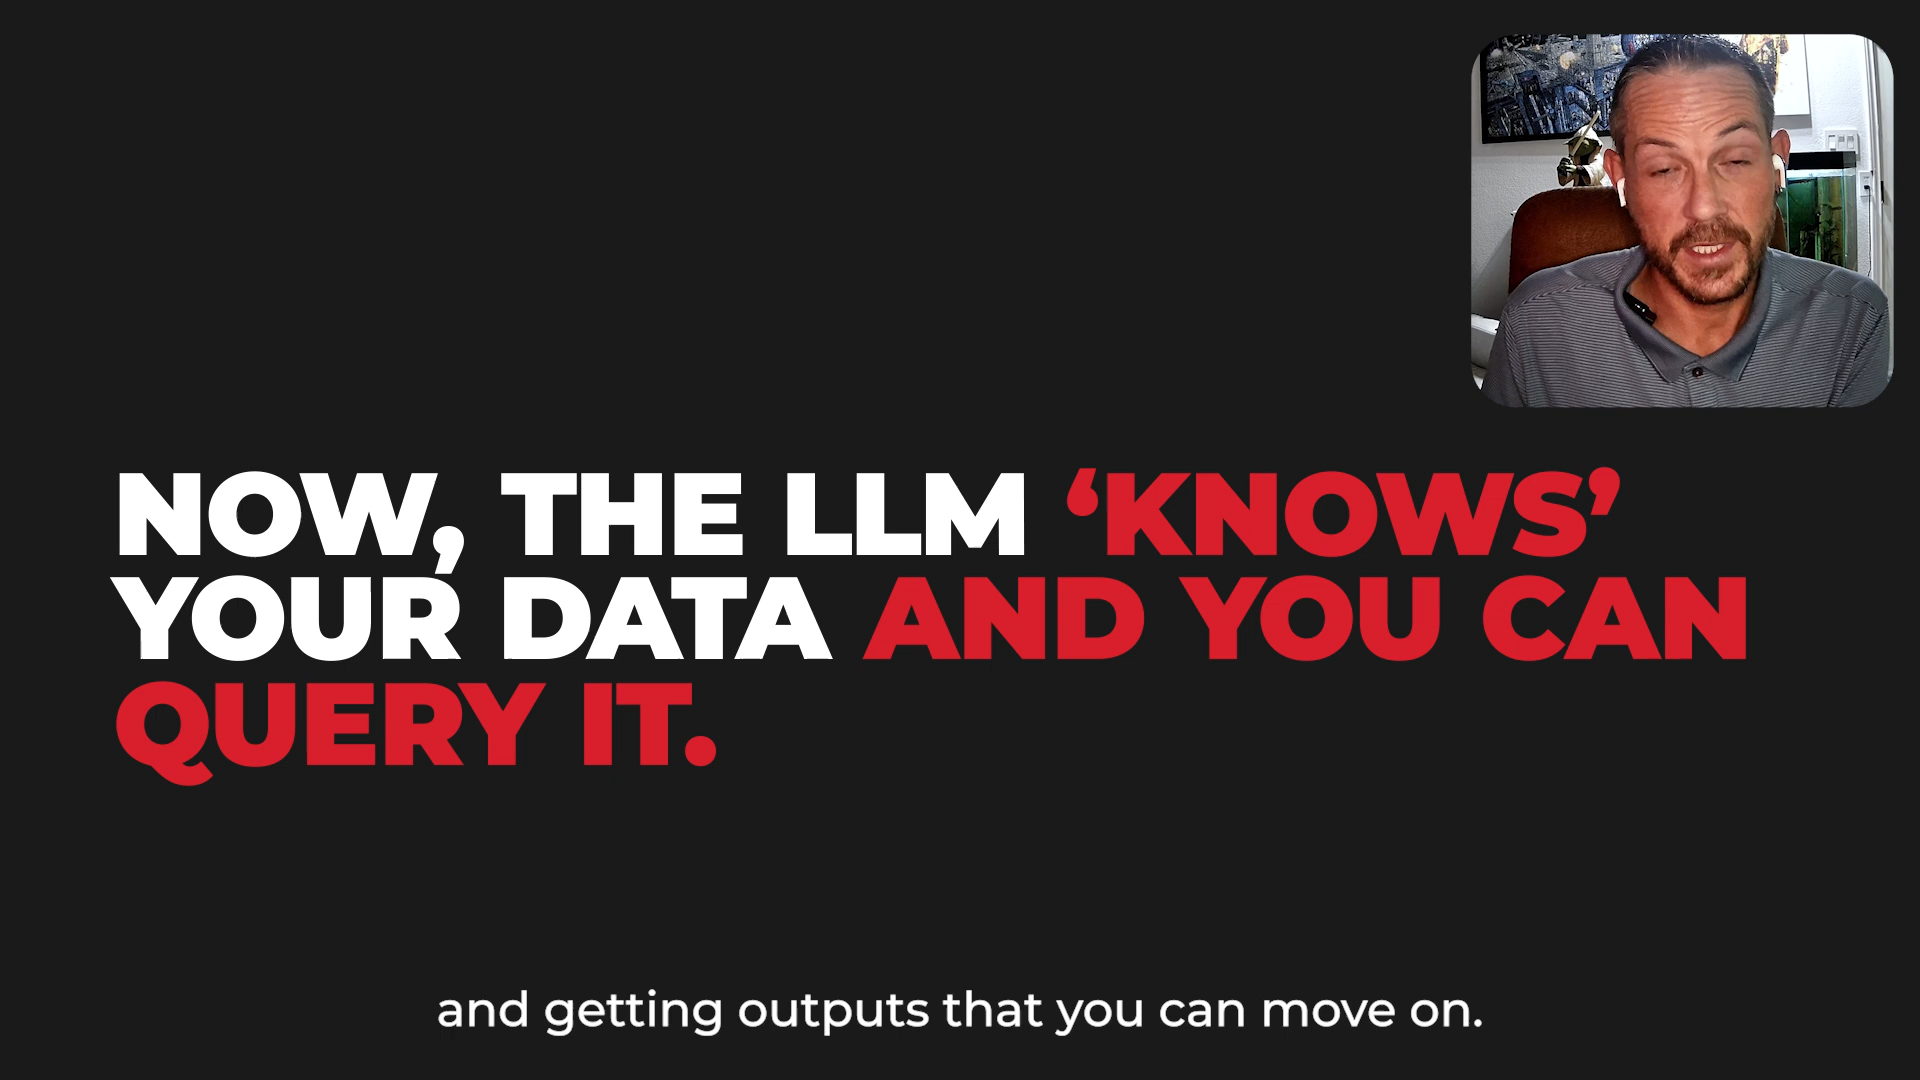 NOW, THE LLM ‘KNOWS’
YOUR DATA AND YOU CAN
QUERY IT.
and getting outputs that you can move on.